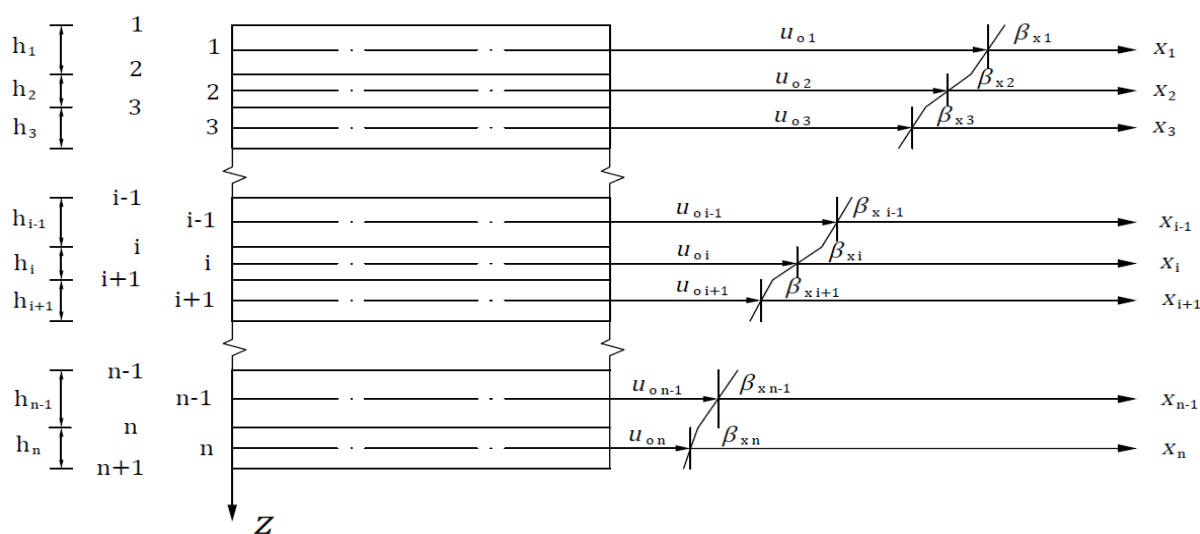 1
h1 1 uo1 βx1 x1
2
h2 2 uo2 βx2 x2
3
h3 3 uo3 βx3 x3
i-1
hi-1 i-1 uoi-1 βx i-1 xi-1
i
hi i uoi βxi xi
i+1
hi+1 i+1 uoi+1 βxi+1 xi+1
n-1
hn-1 n-1 uon-1 βxn-1 xn-1
n
hn n uon βxn xn
n+1
z